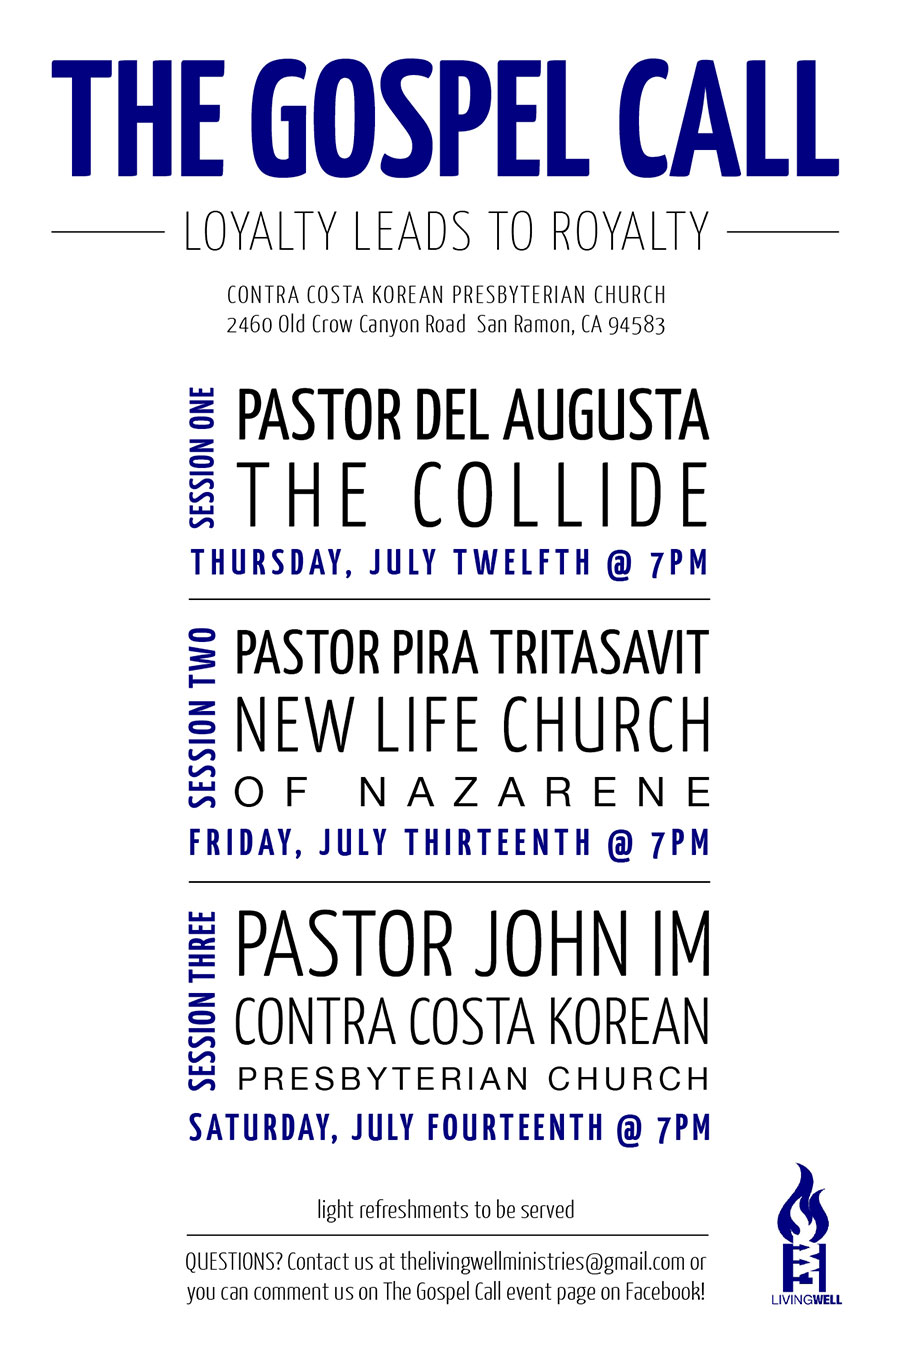 THE GOSPEL CALL
LOYALTY LEADS TO ROYALTY
CONTRA COSTA KOREAN PRESBYTERIAN CHURCH
2460 Old Crow Canyon Road San Ramon, CA 94583
SESSION ONE
PASTOR DEL AUGUSTA
THE COLLIDE
THURSDAY, JULY TWELFTH @ 7PM
SESSION TWO
PASTOR PIRA TRITASAVIT
NEW LIFE CHURCH
OF NAZARENE
FRIDAY, JULY THIRTEENTH @ 7PM
SESSION THREE
PASTOR JOHN IM
CONTRA COSTA KOREAN
PRESBYTERIAN CHURCH
SATURDAY, JULY FOURTEENTH @ 7PM
light refreshments to be served
QUESTIONS? Contact us at thelivingwellministries@gmail.com or
you can comment us on The Gospel Call event page on Facebook!
LIVINGWELL